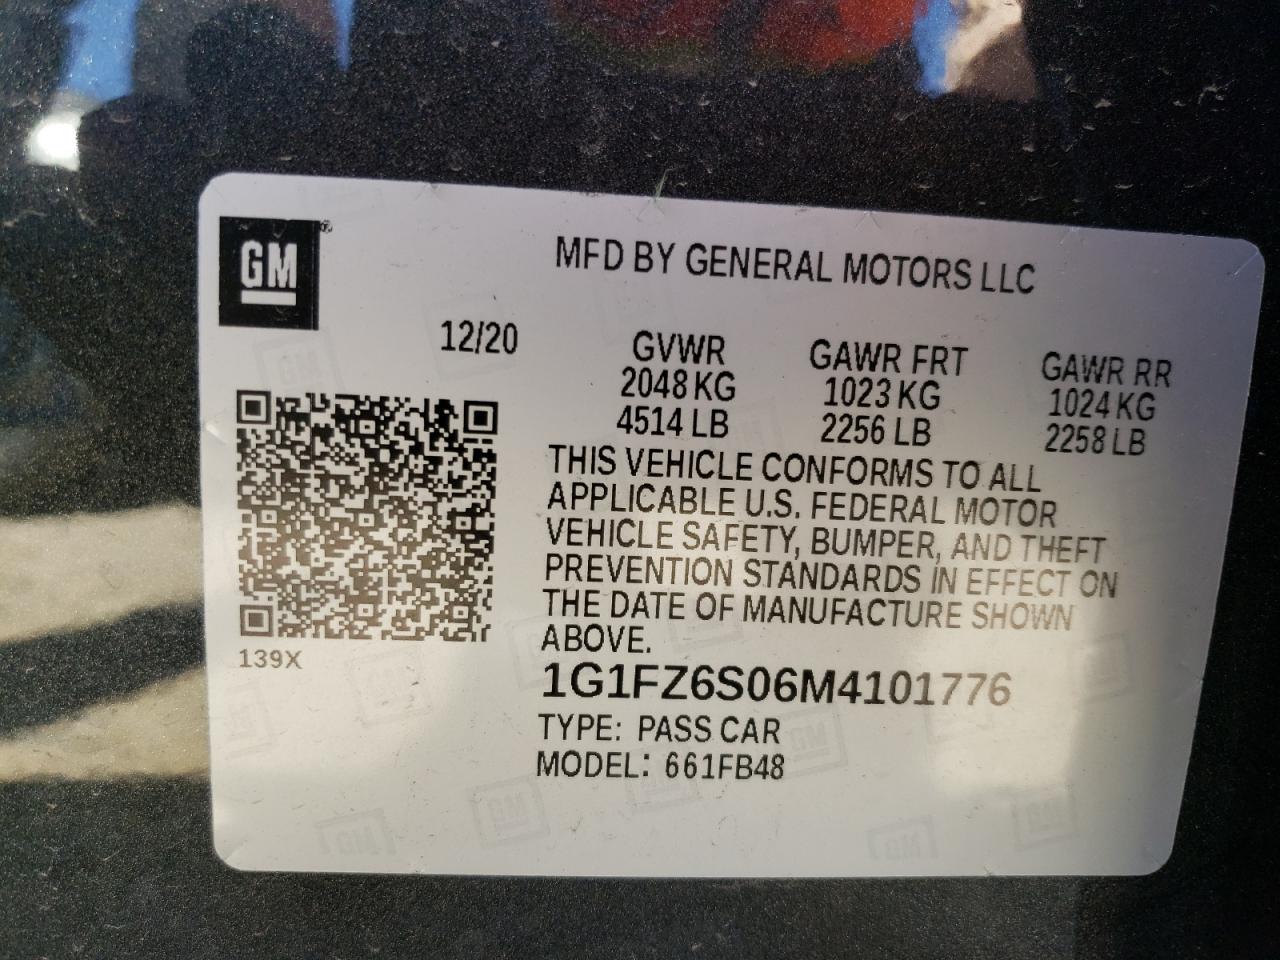 GM®
MFD BY GENERAL MOTORS LLC
12/20
GVWR GAWR FRT GAWR RR
2048 KG 1023 KG 1024 KG
4514 LB 2256 LB 2258 LB
THIS VEHICLE CONFORMS TO ALL
APPLICABLE U.S. FEDERAL MOTOR
VEHICLE SAFETY, BUMPER, AND THEFT
PREVENTION STANDARDS IN EFFECT ON
THE DATE OF MANUFACTURE SHOWN
ABOVE.
139X
1G1FZ6S06M4101776
TYPE: PASS CAR
MODEL: 661FB48